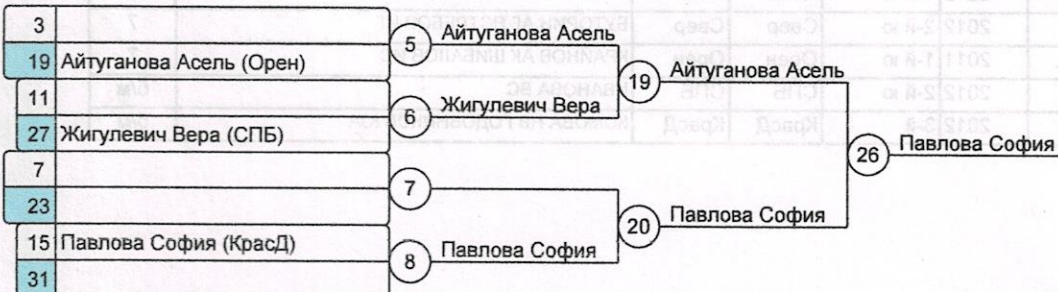 3
19 Айтуганова Асель (Орен)
5 Айтуганова Асель
11
27 Жигулевич Вера (СПБ)
6 Жигулевич Вера
19 Айтуганова Асель
7
23
7
15 Павлова София (КрасД)
31
8 Павлова София
20 Павлова София
26 Павлова София